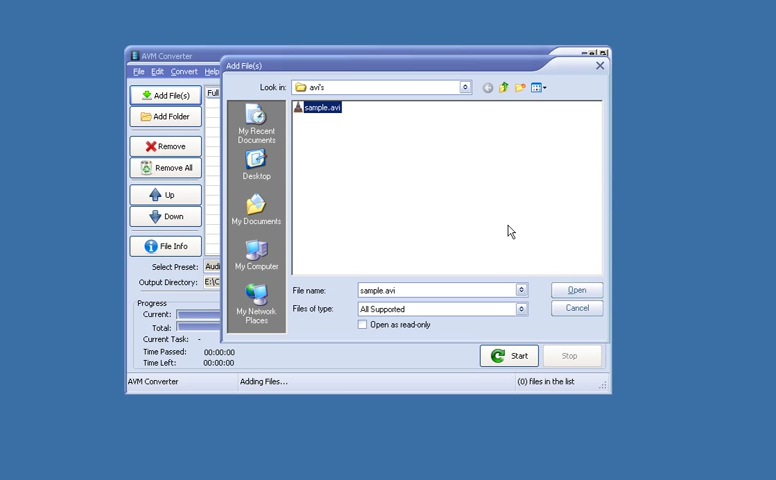 AVM Converter
File Edit Convert Help
Add File(s)
Add Folder
Remove
Remove All
Up
Down
File Info
Select Preset:
Output Directory:
Progress
Current:
Total:
Current Task: -
Time Passed: 00:00:00
Time Left: 00:00:00
Full
Add File(s)
Look in: avi's
sample.avi
My Recent
Documents
Desktop
My Documents
My Computer
My Network
Places
File name: sample.avi
Open
Files of type: All Supported
Cancel
Open as read-only
Start
Stop
AVM Converter
Adding Files...
(0) files in the list